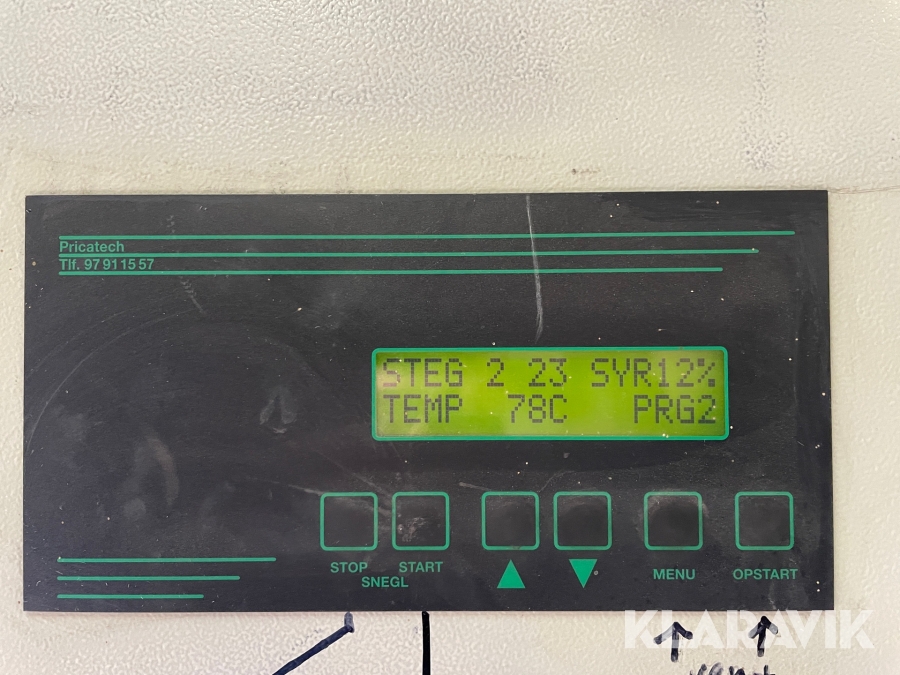 Pricatech
Tlf. 97 91 15 57
STEG 2 23 SYR12%
TEMP 78C PRG2
STOP START
SNEGL
MENU
OPSTART
KLARAVIK